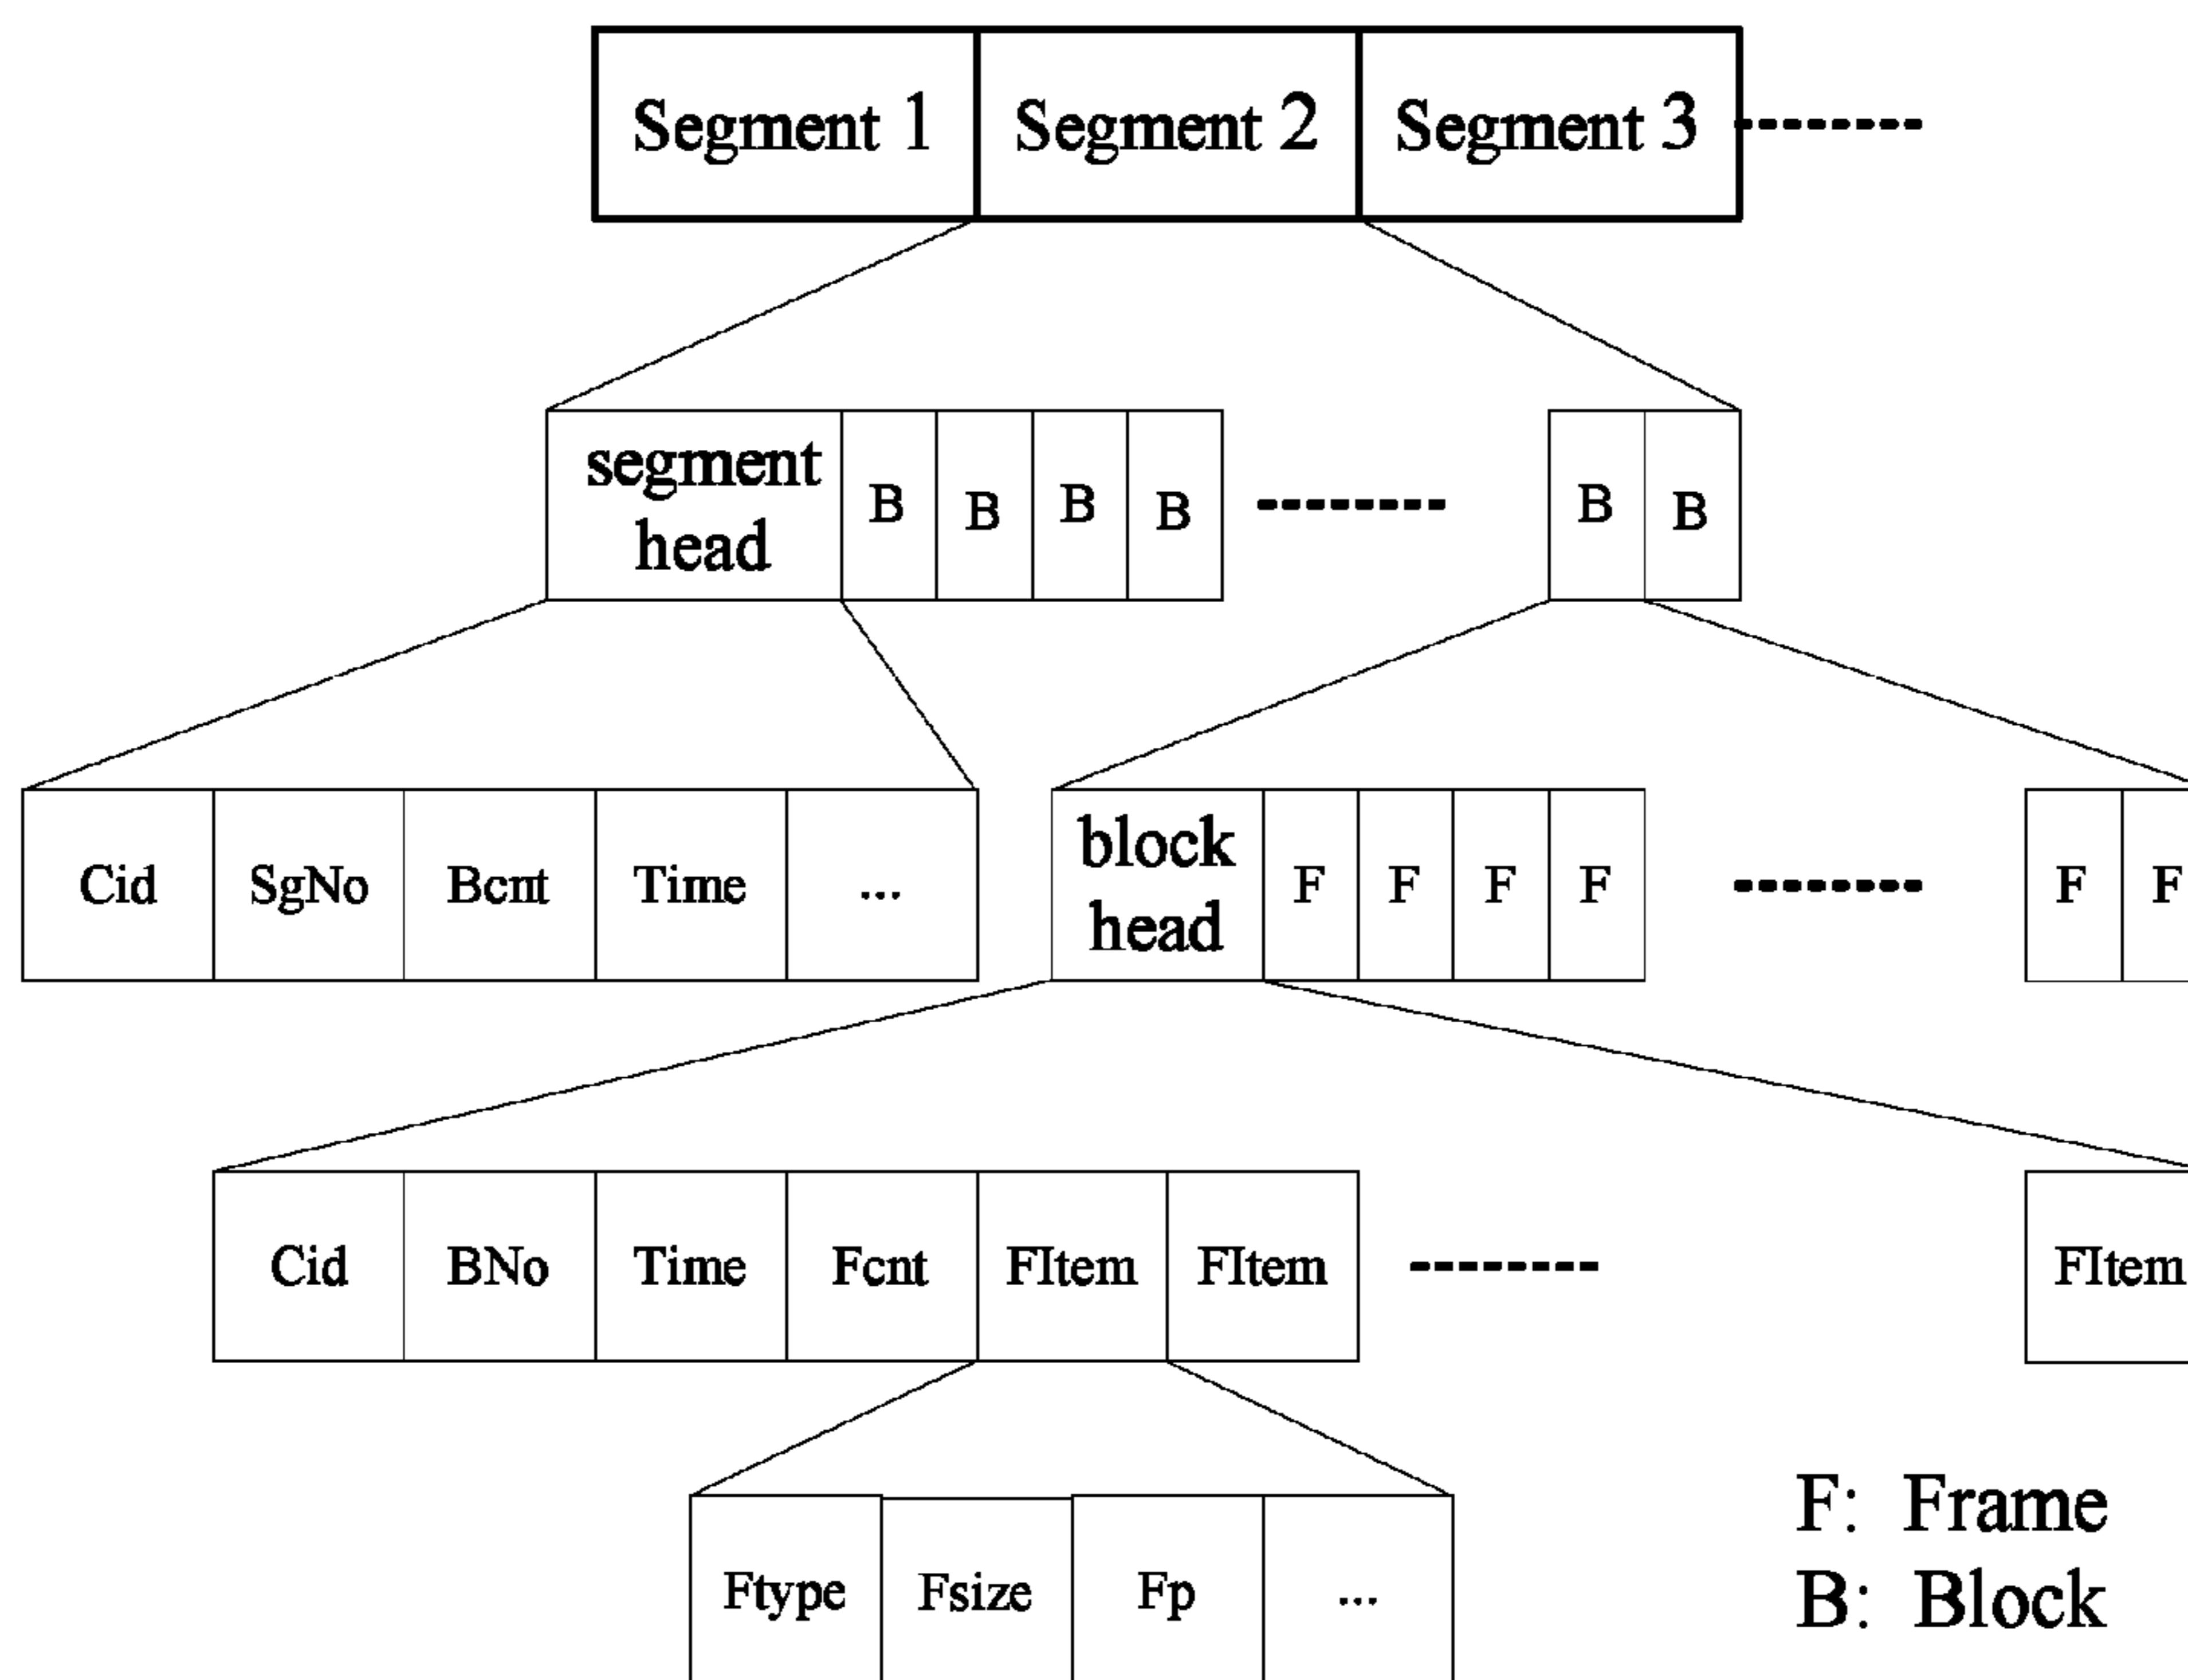 Segment 1 Segment 2 Segment 3 --------
segment
head
B B B B -------- B B
Cid SgNo Bcnt Time ...
block
head
F F F F -------- F F
Cid BNo Time Fcnt FItem FItem -------- FItem
Ftype Fsize Fp ...
F: Frame
B: Block